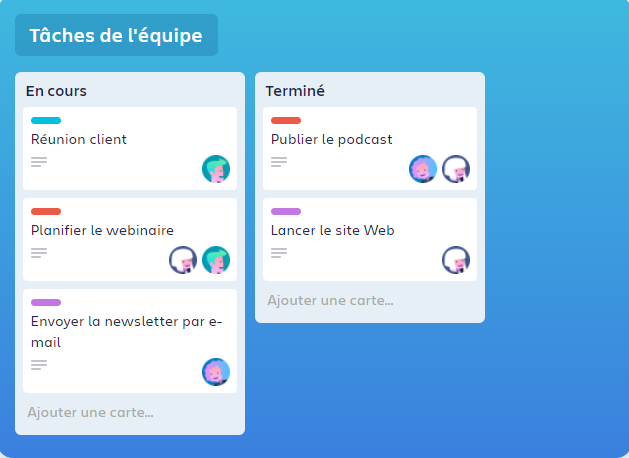 Tâches de l'équipe
En cours
Réunion client
Planifier le webinaire
Envoyer la newsletter par e-
mail
Ajouter une carte...
Terminé
Publier le podcast
Lancer le site Web
Ajouter une carte...